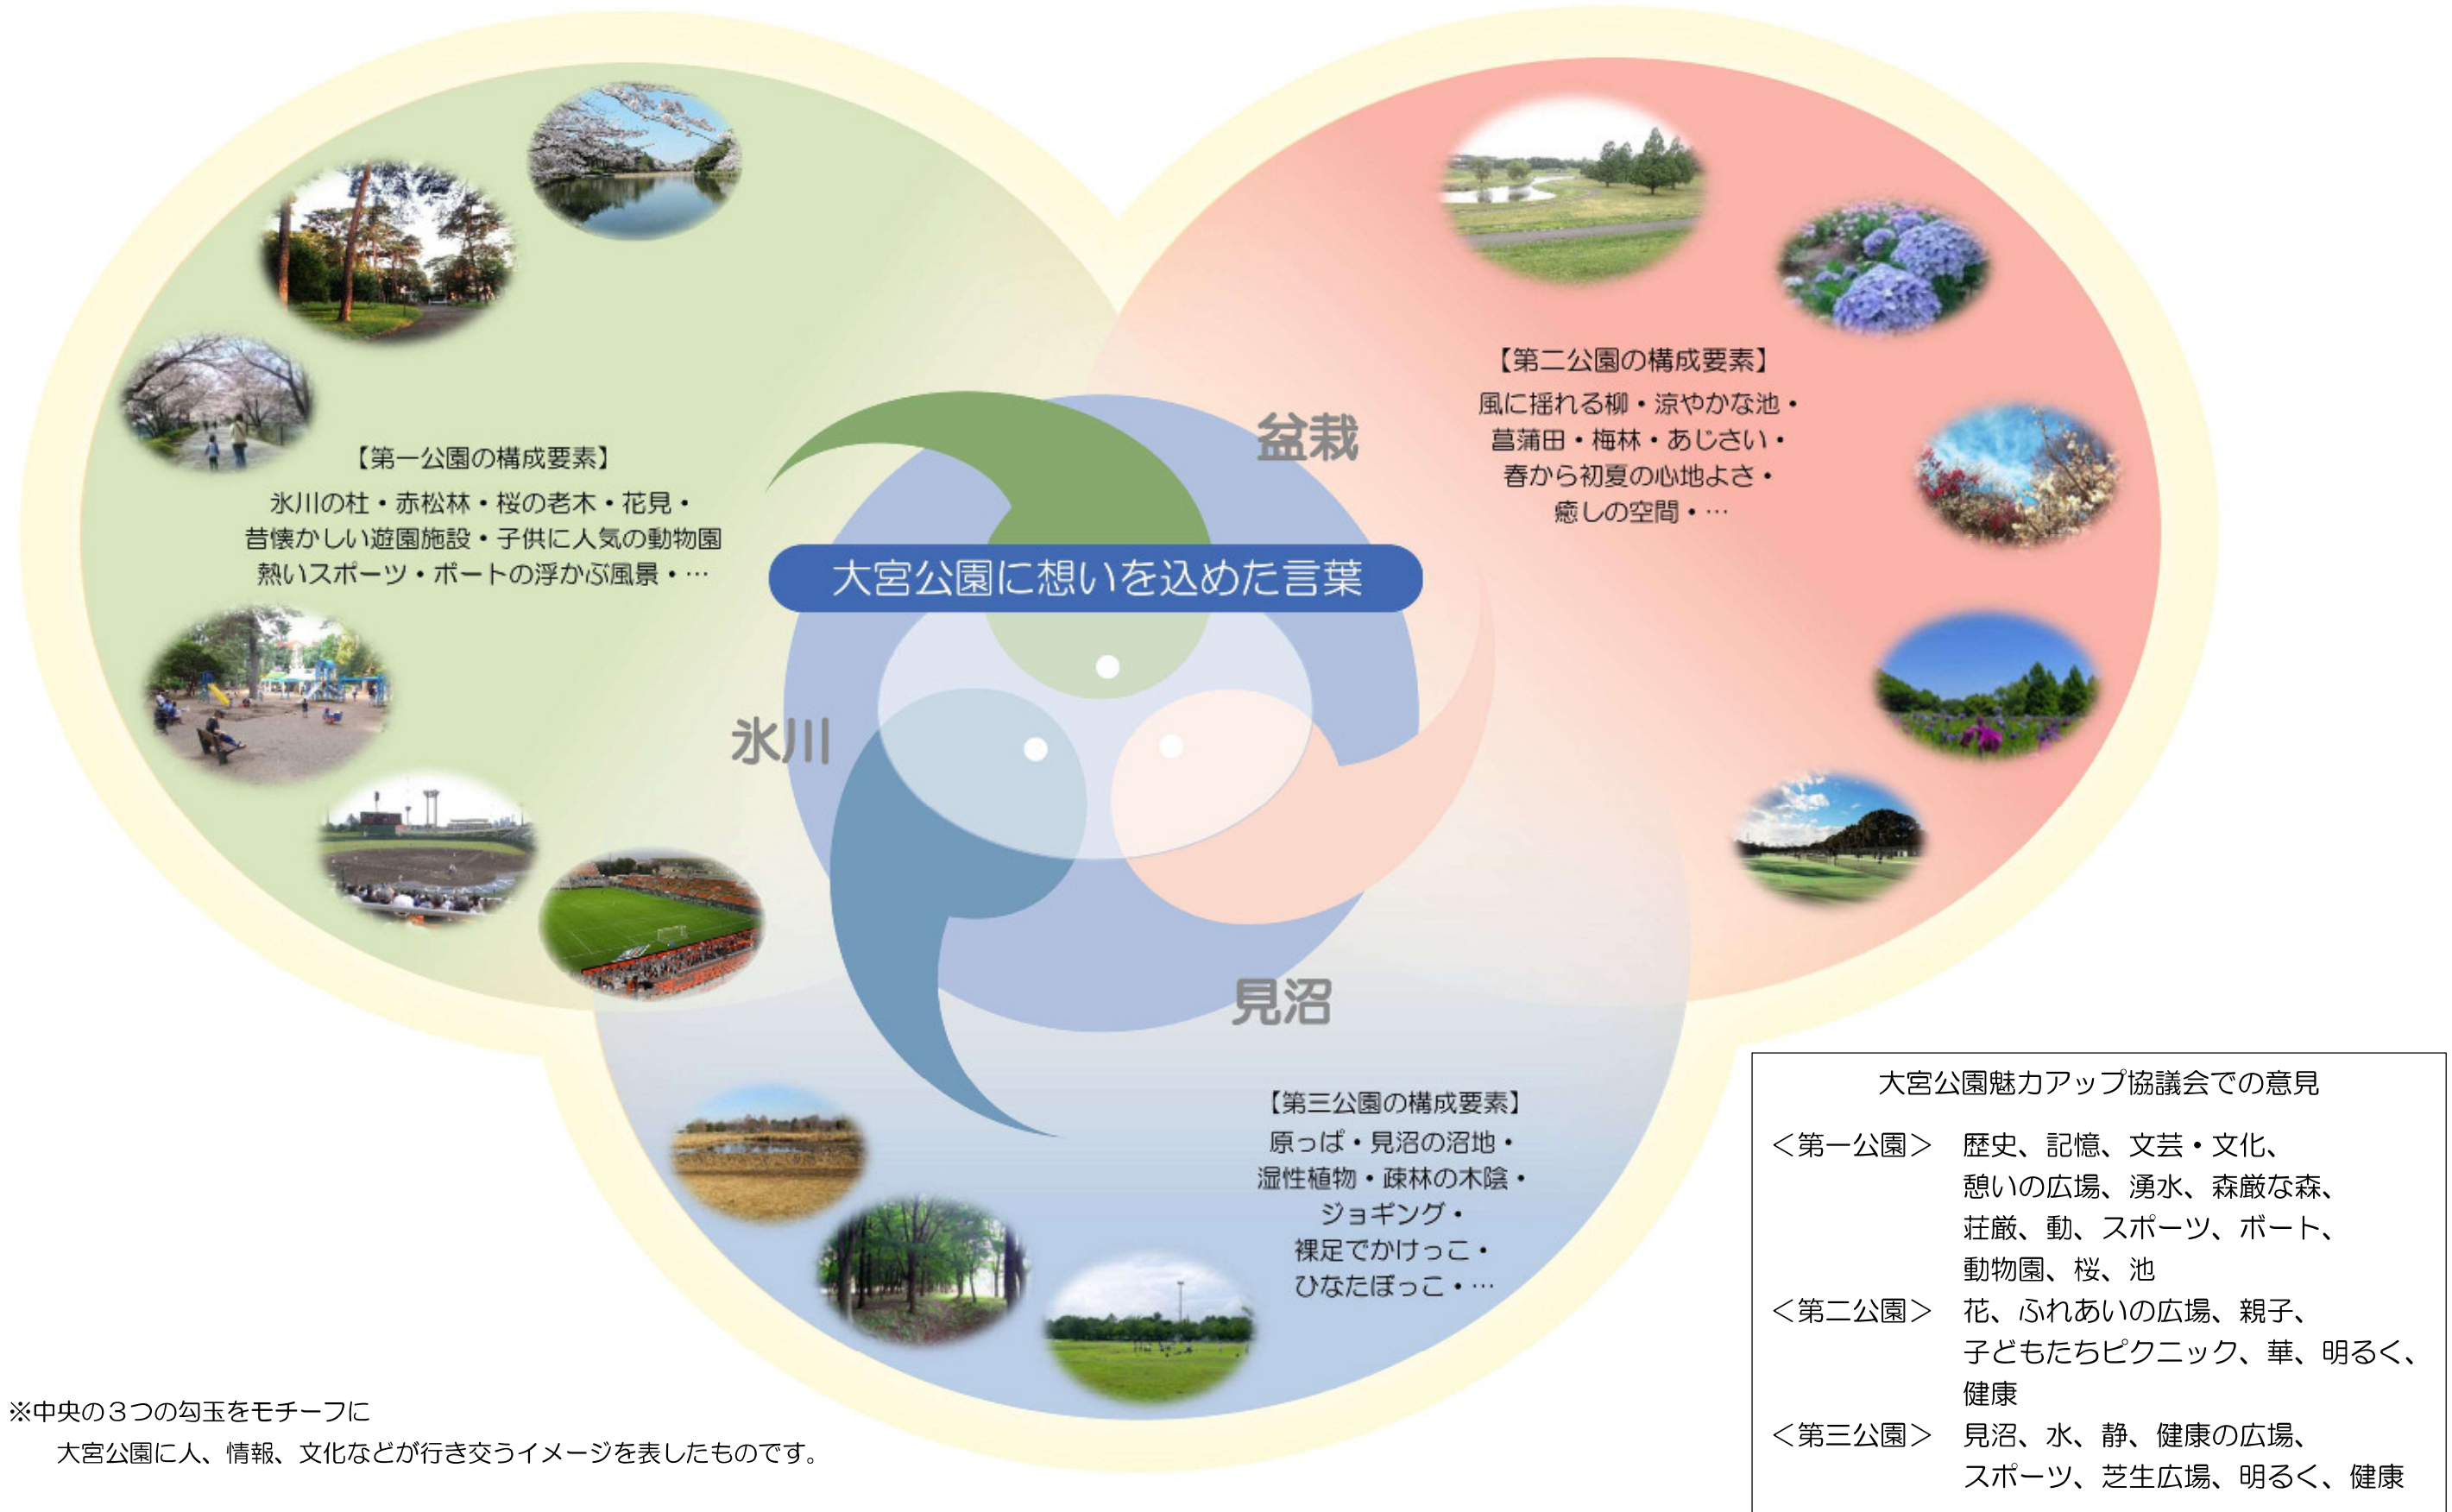 盆栽
【第二公園の構成要素】
風に揺れる柳・涼やかな池・
菖蒲田・梅林・あじさい・
春から初夏の心地よさ・
癒しの空間・…
【第一公園の構成要素】
氷川の杜・赤松林・桜の老木・花見・
昔懐かしい遊園施設・子供に人気の動物園
熱いスポーツ・ボートの浮かぶ風景・…
大宮公園に想いを込めた言葉
氷川
見沼
【第三公園の構成要素】
原っぱ・見沼の沼地・
湿性植物・疎林の木陰・
ジョギング・
裸足でかけっこ・
ひなたぼっこ・…
大宮公園魅力アップ協議会での意見
＜第一公園＞ 歴史、記憶、文芸・文化、
憩いの広場、湧水、森厳な森、
荘厳、動、スポーツ、ボート、
動物園、桜、池
＜第二公園＞ 花、ふれあいの広場、親子、
子どもたちピクニック、華、明るく、
健康
＜第三公園＞ 見沼、水、静、健康の広場、
スポーツ、芝生広場、明るく、健康
※中央の３つの勾玉をモチーフに
大宮公園に人、情報、文化などが行き交うイメージを表したものです。